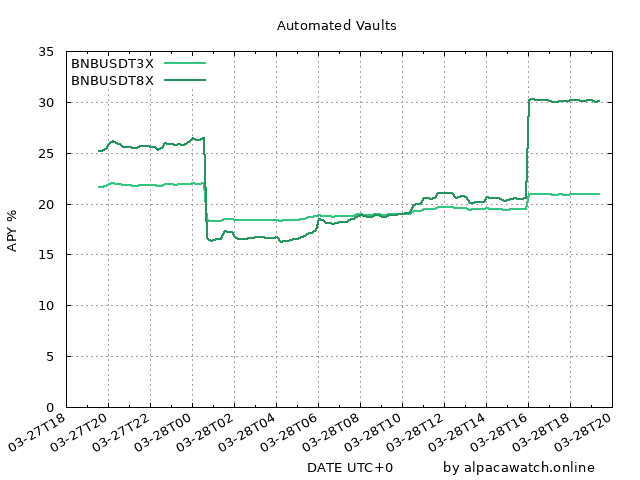 Automated Vaults
BNBUSDT3X
BNBUSDT8X
APY %
35
30
25
20
15
10
5
0
03-27T18
03-27T20
03-27T22
03-28T00
03-28T02
03-28T04
03-28T06
03-28T08
03-28T10
03-28T12
03-28T14
03-28T16
03-28T18
03-28T20
DATE UTC+0
by alpacawatch.online